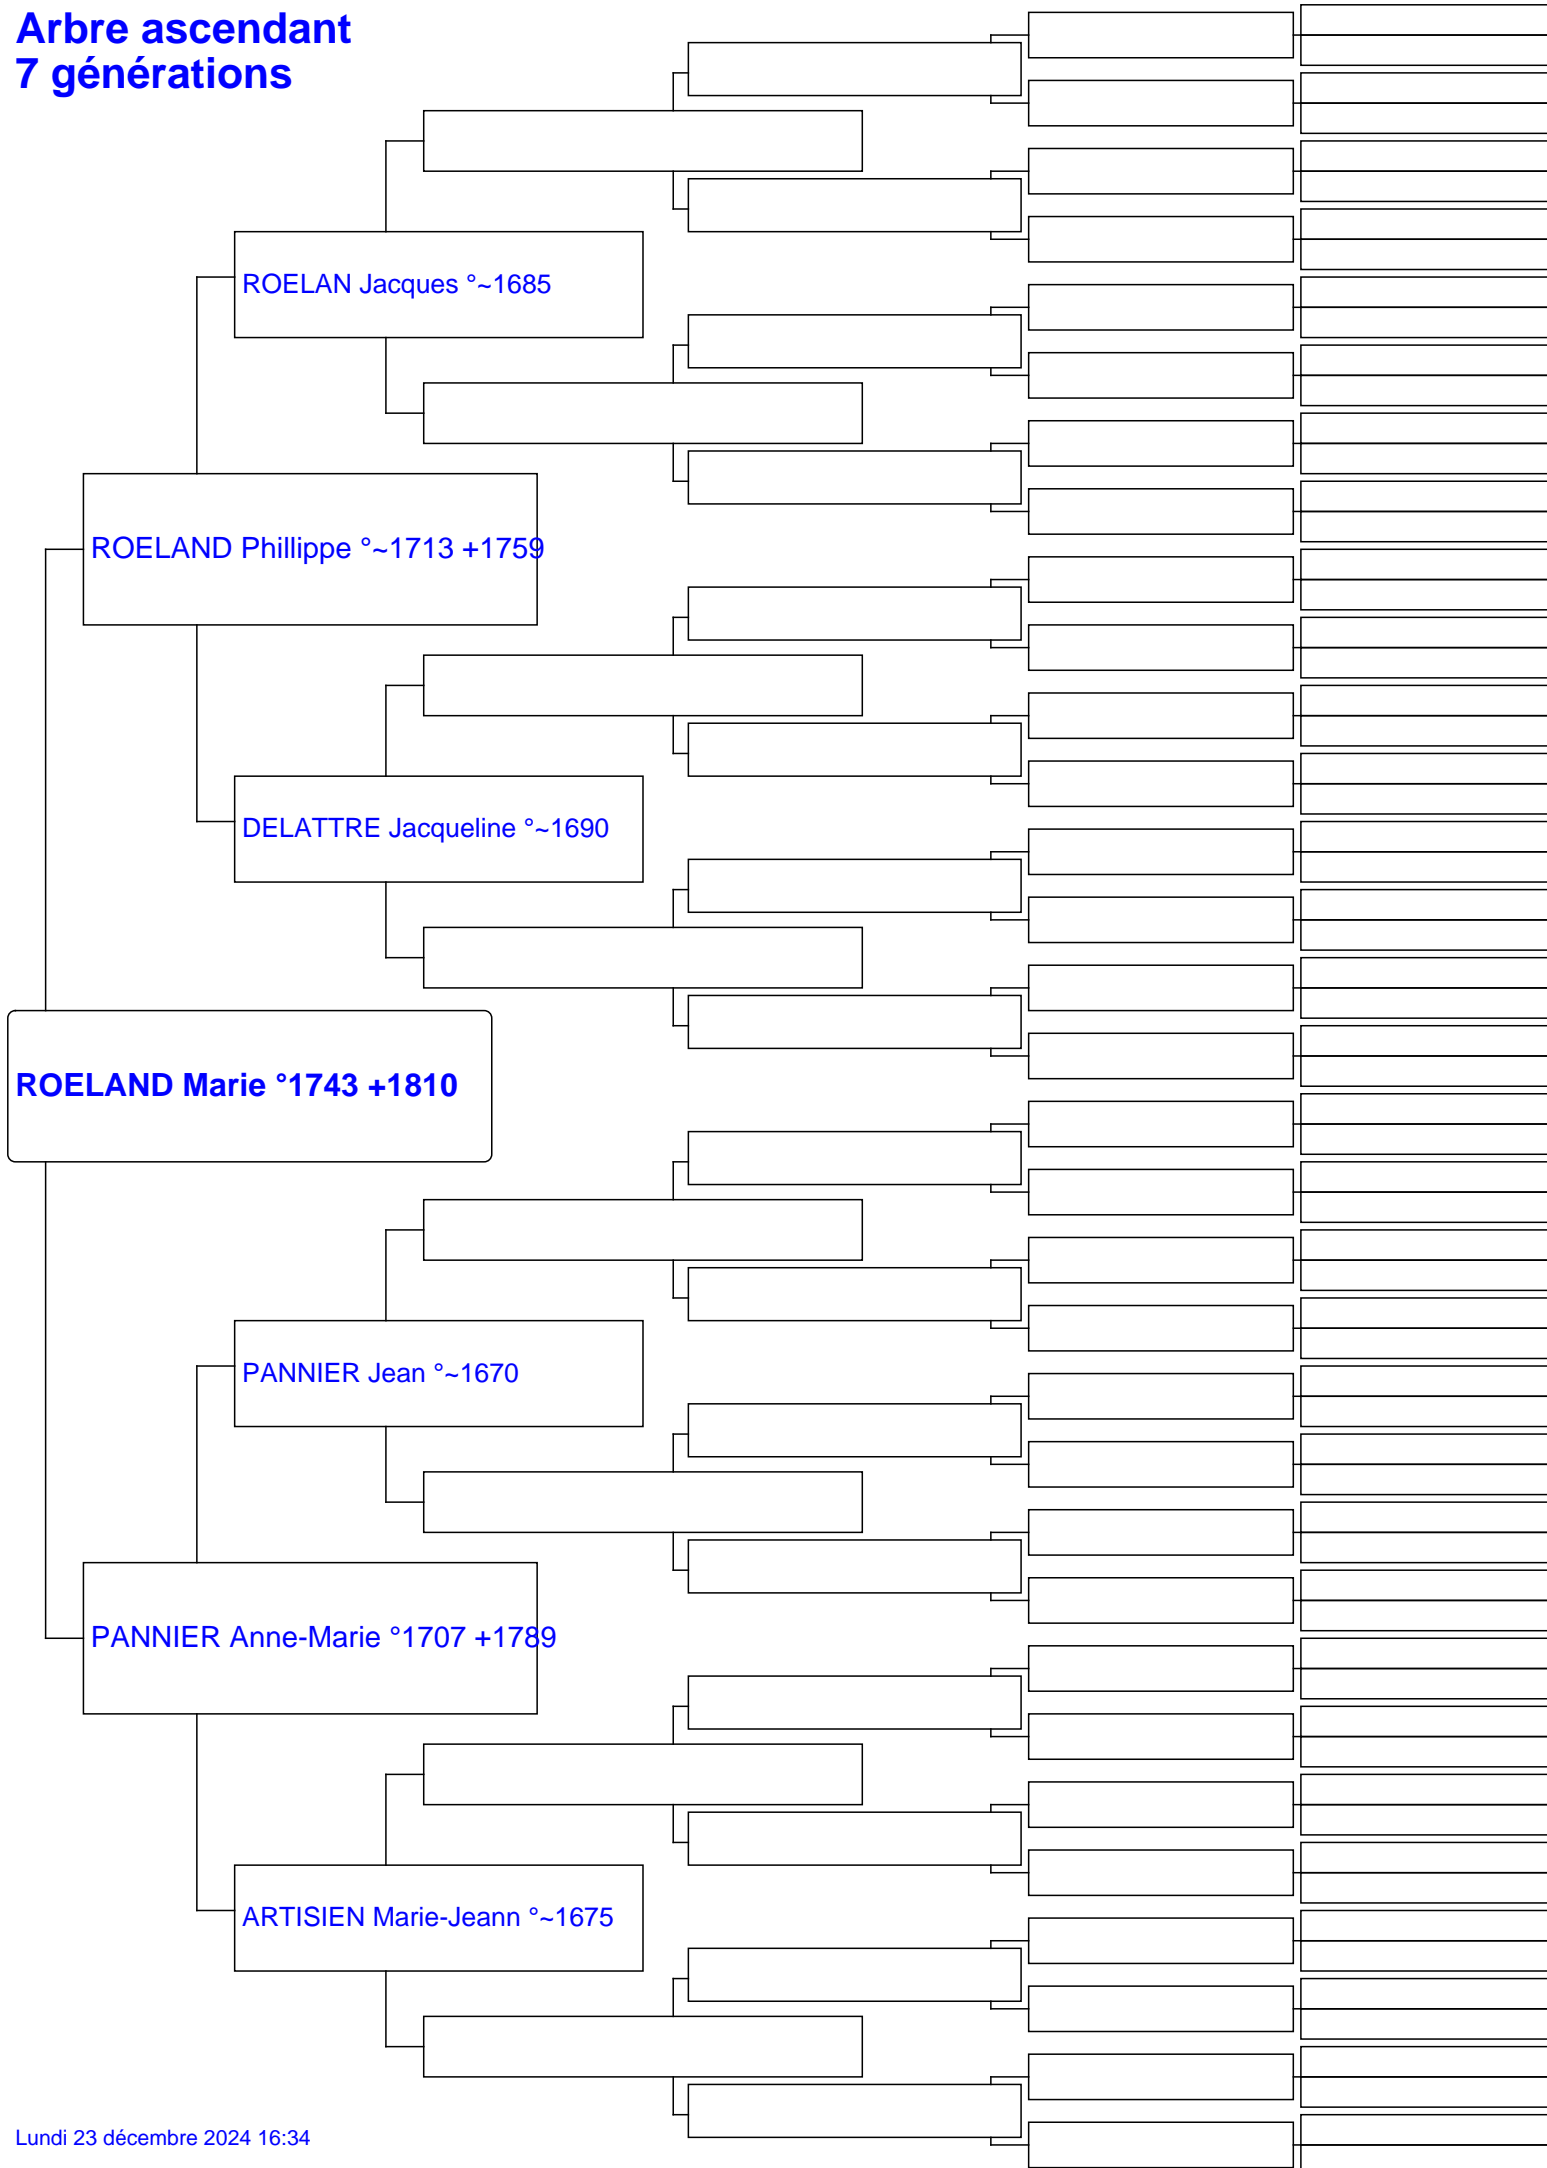 Arbre ascendant
7 générations
ROELAN Jacques °~1685
ROELAND Phillippe °~1713 +1759
DELATTRE Jacqueline °~1690
ROELAND Marie °1743 +1810
PANNIER Jean °~1670
PANNIER Anne-Marie °1707 +1789
ARTISIEN Marie-Jeann °~1675
Lundi 23 décembre 2024 16:34